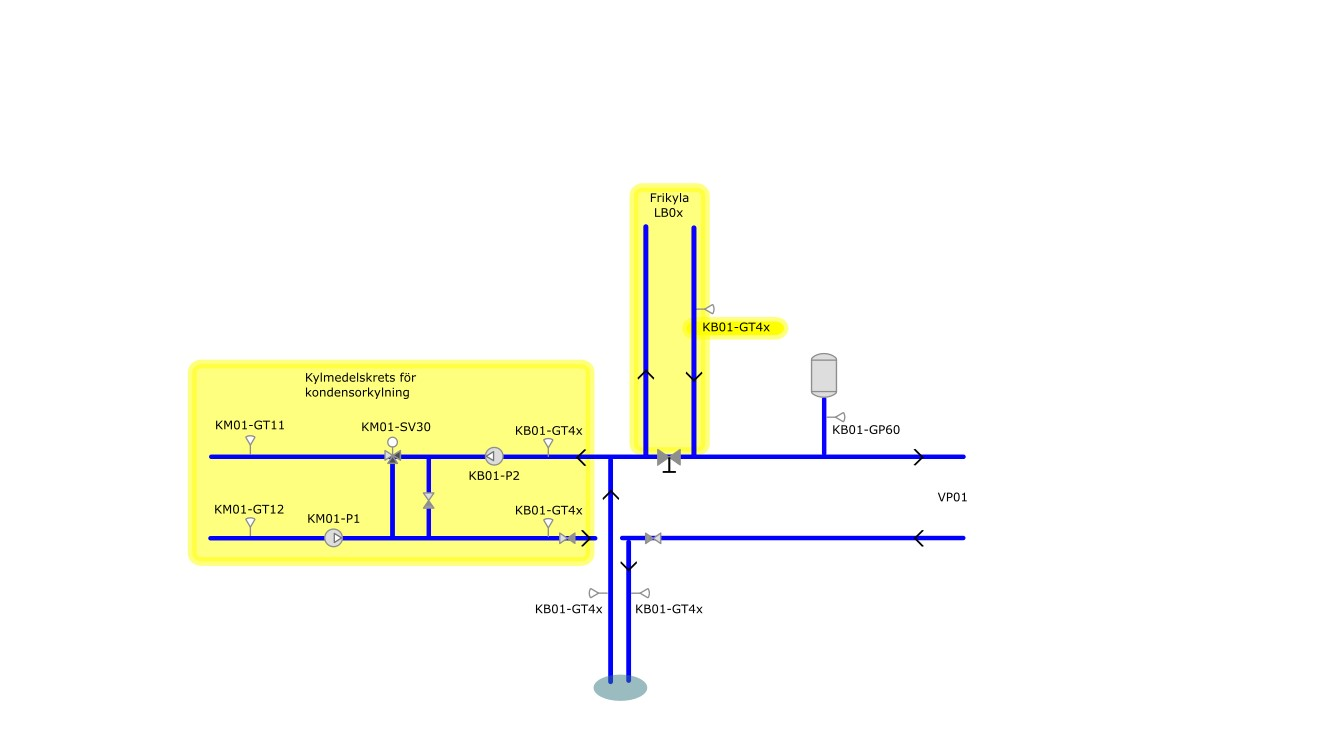 Frikyla
LB0x
KB01-GT4x
Kylmedelskrets för
kondensorkylning
KM01-GT11
KM01-SV30
KB01-GT4x
KB01-GP60
KB01-P2
VP01
KM01-GT12
KM01-P1
KB01-GT4x
KB01-GT4x
KB01-GT4x